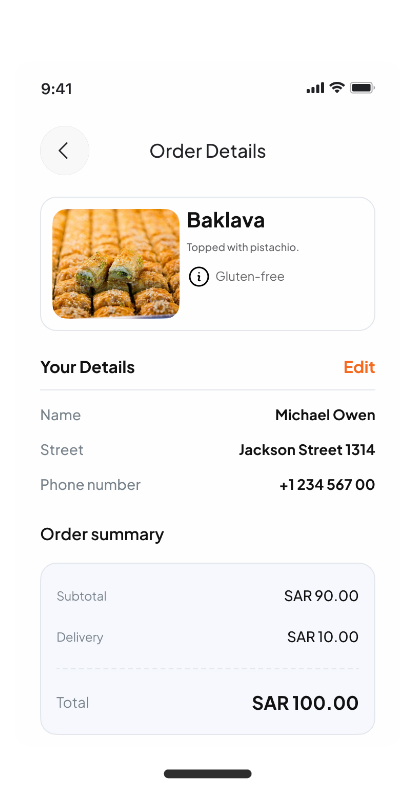 9:41
Order Details
Baklava
Topped with pistachio.
Gluten-free
Your Details Edit
Name Michael Owen
Street Jackson Street 1314
Phone number +1 234 567 00
Order summary
Subtotal SAR 90.00
Delivery SAR 10.00
Total SAR 100.00